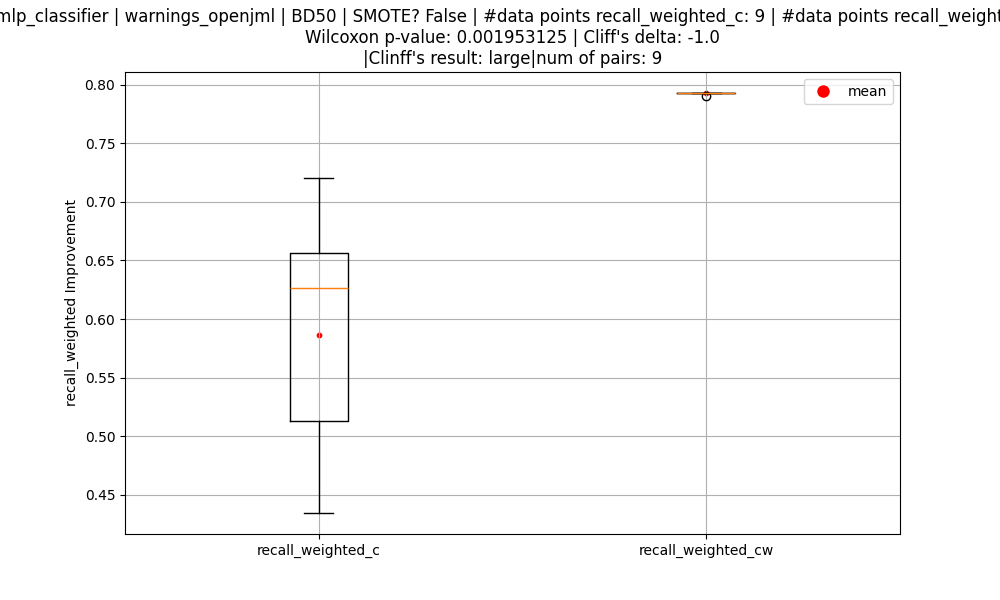 mlp_classifier | warnings_openjml | BD50 | SMOTE? False | #data points recall_weighted_c: 9 | #data points
Wilcoxon p-value: 0.001953125 | Cliff's delta: -1.0
|Clinff's result: large|num of pairs: 9
mean
recall_weighted Improvement
0.80
0.75
0.70
0.65
0.60
0.55
0.50
0.45
recall_weighted_c
recall_weighted_cw